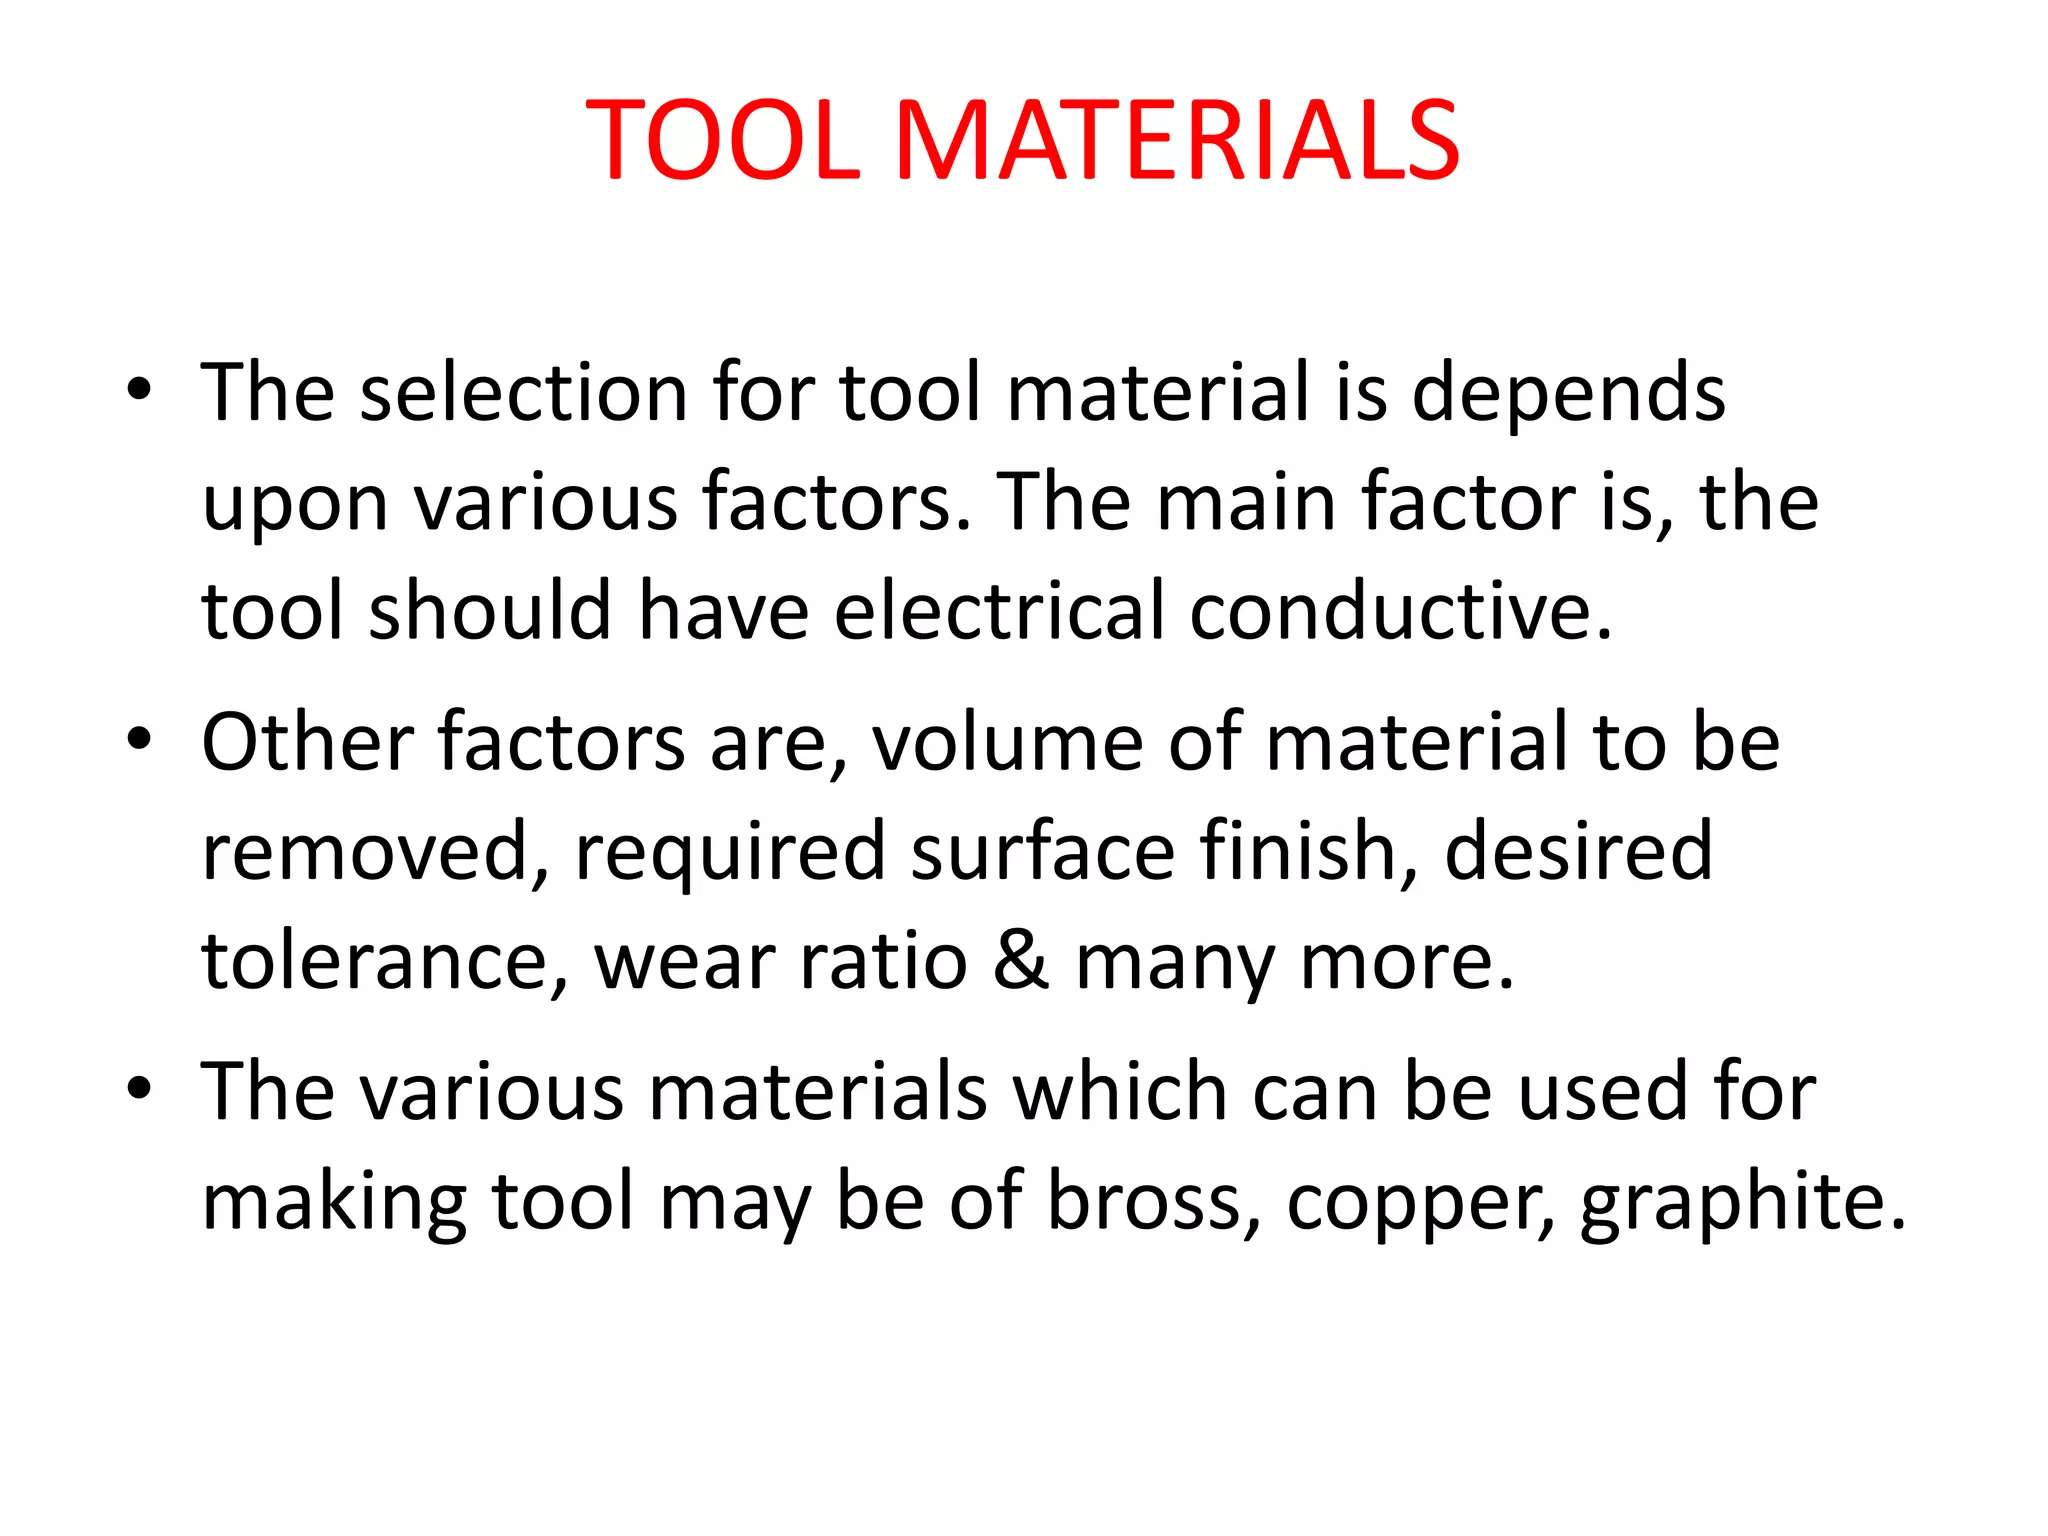 TOOL MATERIALS
• The selection for tool material is depends
upon various factors. The main factor is, the
tool should have electrical conductive.
• Other factors are, volume of material to be
removed, required surface finish, desired
tolerance, wear ratio & many more.
• The various materials which can be used for
making tool may be of bross, copper, graphite.